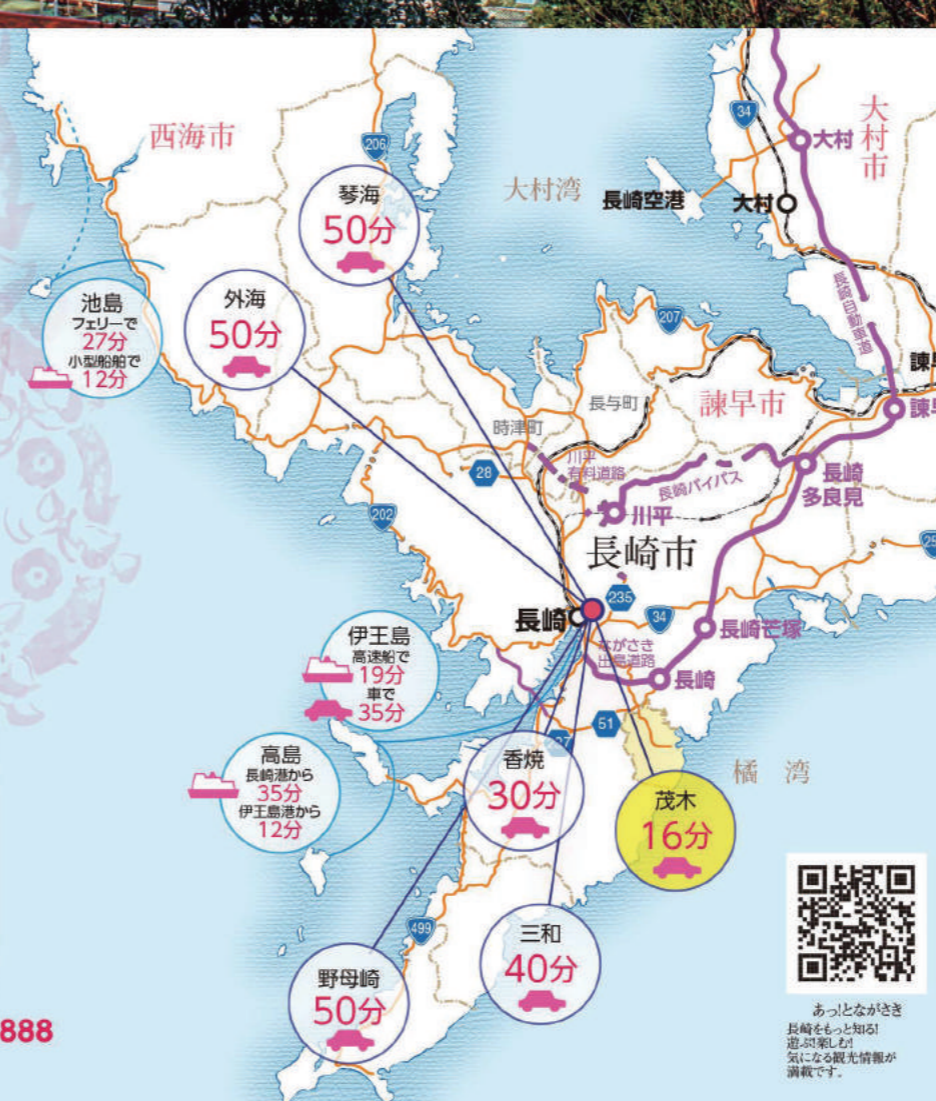 西海市
206
琴海
50分
大村湾
34
大村
大村市
長崎空港
大村
長崎自動車道
池島
フェリーで
27分
小型船舶で
12分
外海
50分
207
長与町
時津町
諫早市
川平
有料道路
28
長崎バイパス
川平
長崎
多良見
202
長崎市
235
34
長崎
長崎芒塚
ながさき
出島道路
長崎
伊王島
高速船で
19分
車で
35分
51
高島
長崎港から
35分
伊王島港から
12分
香焼
30分
橘湾
茂木
16分
499
三和
40分
野母崎
50分
888
あっ!とながさき
長崎をもっと知る!
遊ぶ!楽しむ!
気になる観光情報が
満載です。